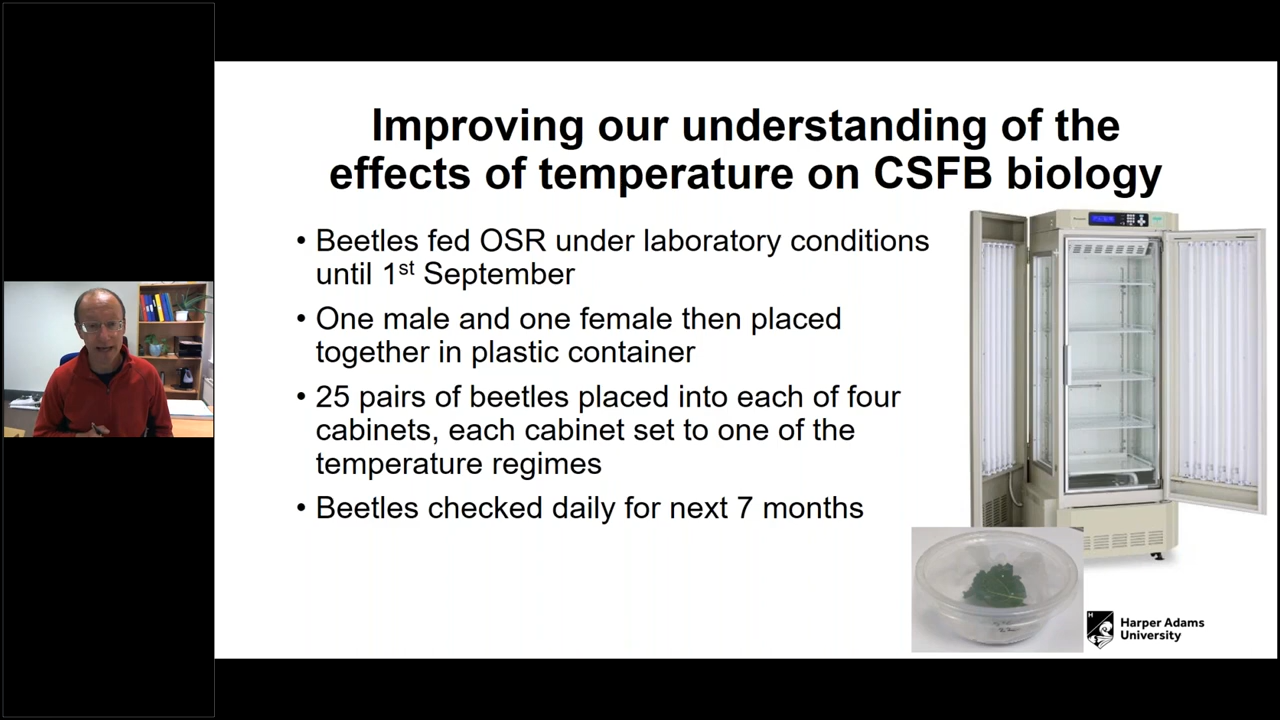 Improving our understanding of the
effects of temperature on CSFB biology
• Beetles fed OSR under laboratory conditions
until 1st September
• One male and one female then placed
together in plastic container
• 25 pairs of beetles placed into each of four
cabinets, each cabinet set to one of the
temperature regimes
• Beetles checked daily for next 7 months
Harper Adams
University